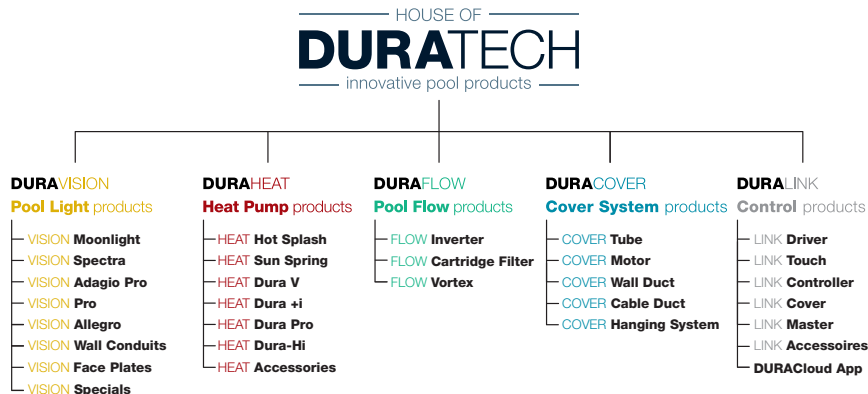 HOUSE OF
DURATECH
innovative pool products
DURAVISION
Pool Light products
VISION Moonlight
VISION Spectra
VISION Adagio Pro
VISION Pro
VISION Allegro
VISION Wall Conduits
VISION Face Plates
VISION Specials
DURAHEAT
Heat Pump products
HEAT Hot Splash
HEAT Sun Spring
HEAT Dura V
HEAT Dura +i
HEAT Dura Pro
HEAT Dura-Hi
HEAT Accessories
DURAFLOW
Pool Flow products
FLOW Inverter
FLOW Cartridge Filter
FLOW Vortex
DURACOVER
Cover System products
COVER Tube
COVER Motor
COVER Wall Duct
COVER Cable Duct
COVER Hanging System
DURALINK
Control products
LINK Driver
LINK Touch
LINK Controller
LINK Cover
LINK Master
LINK Accessoires
DURACloud App